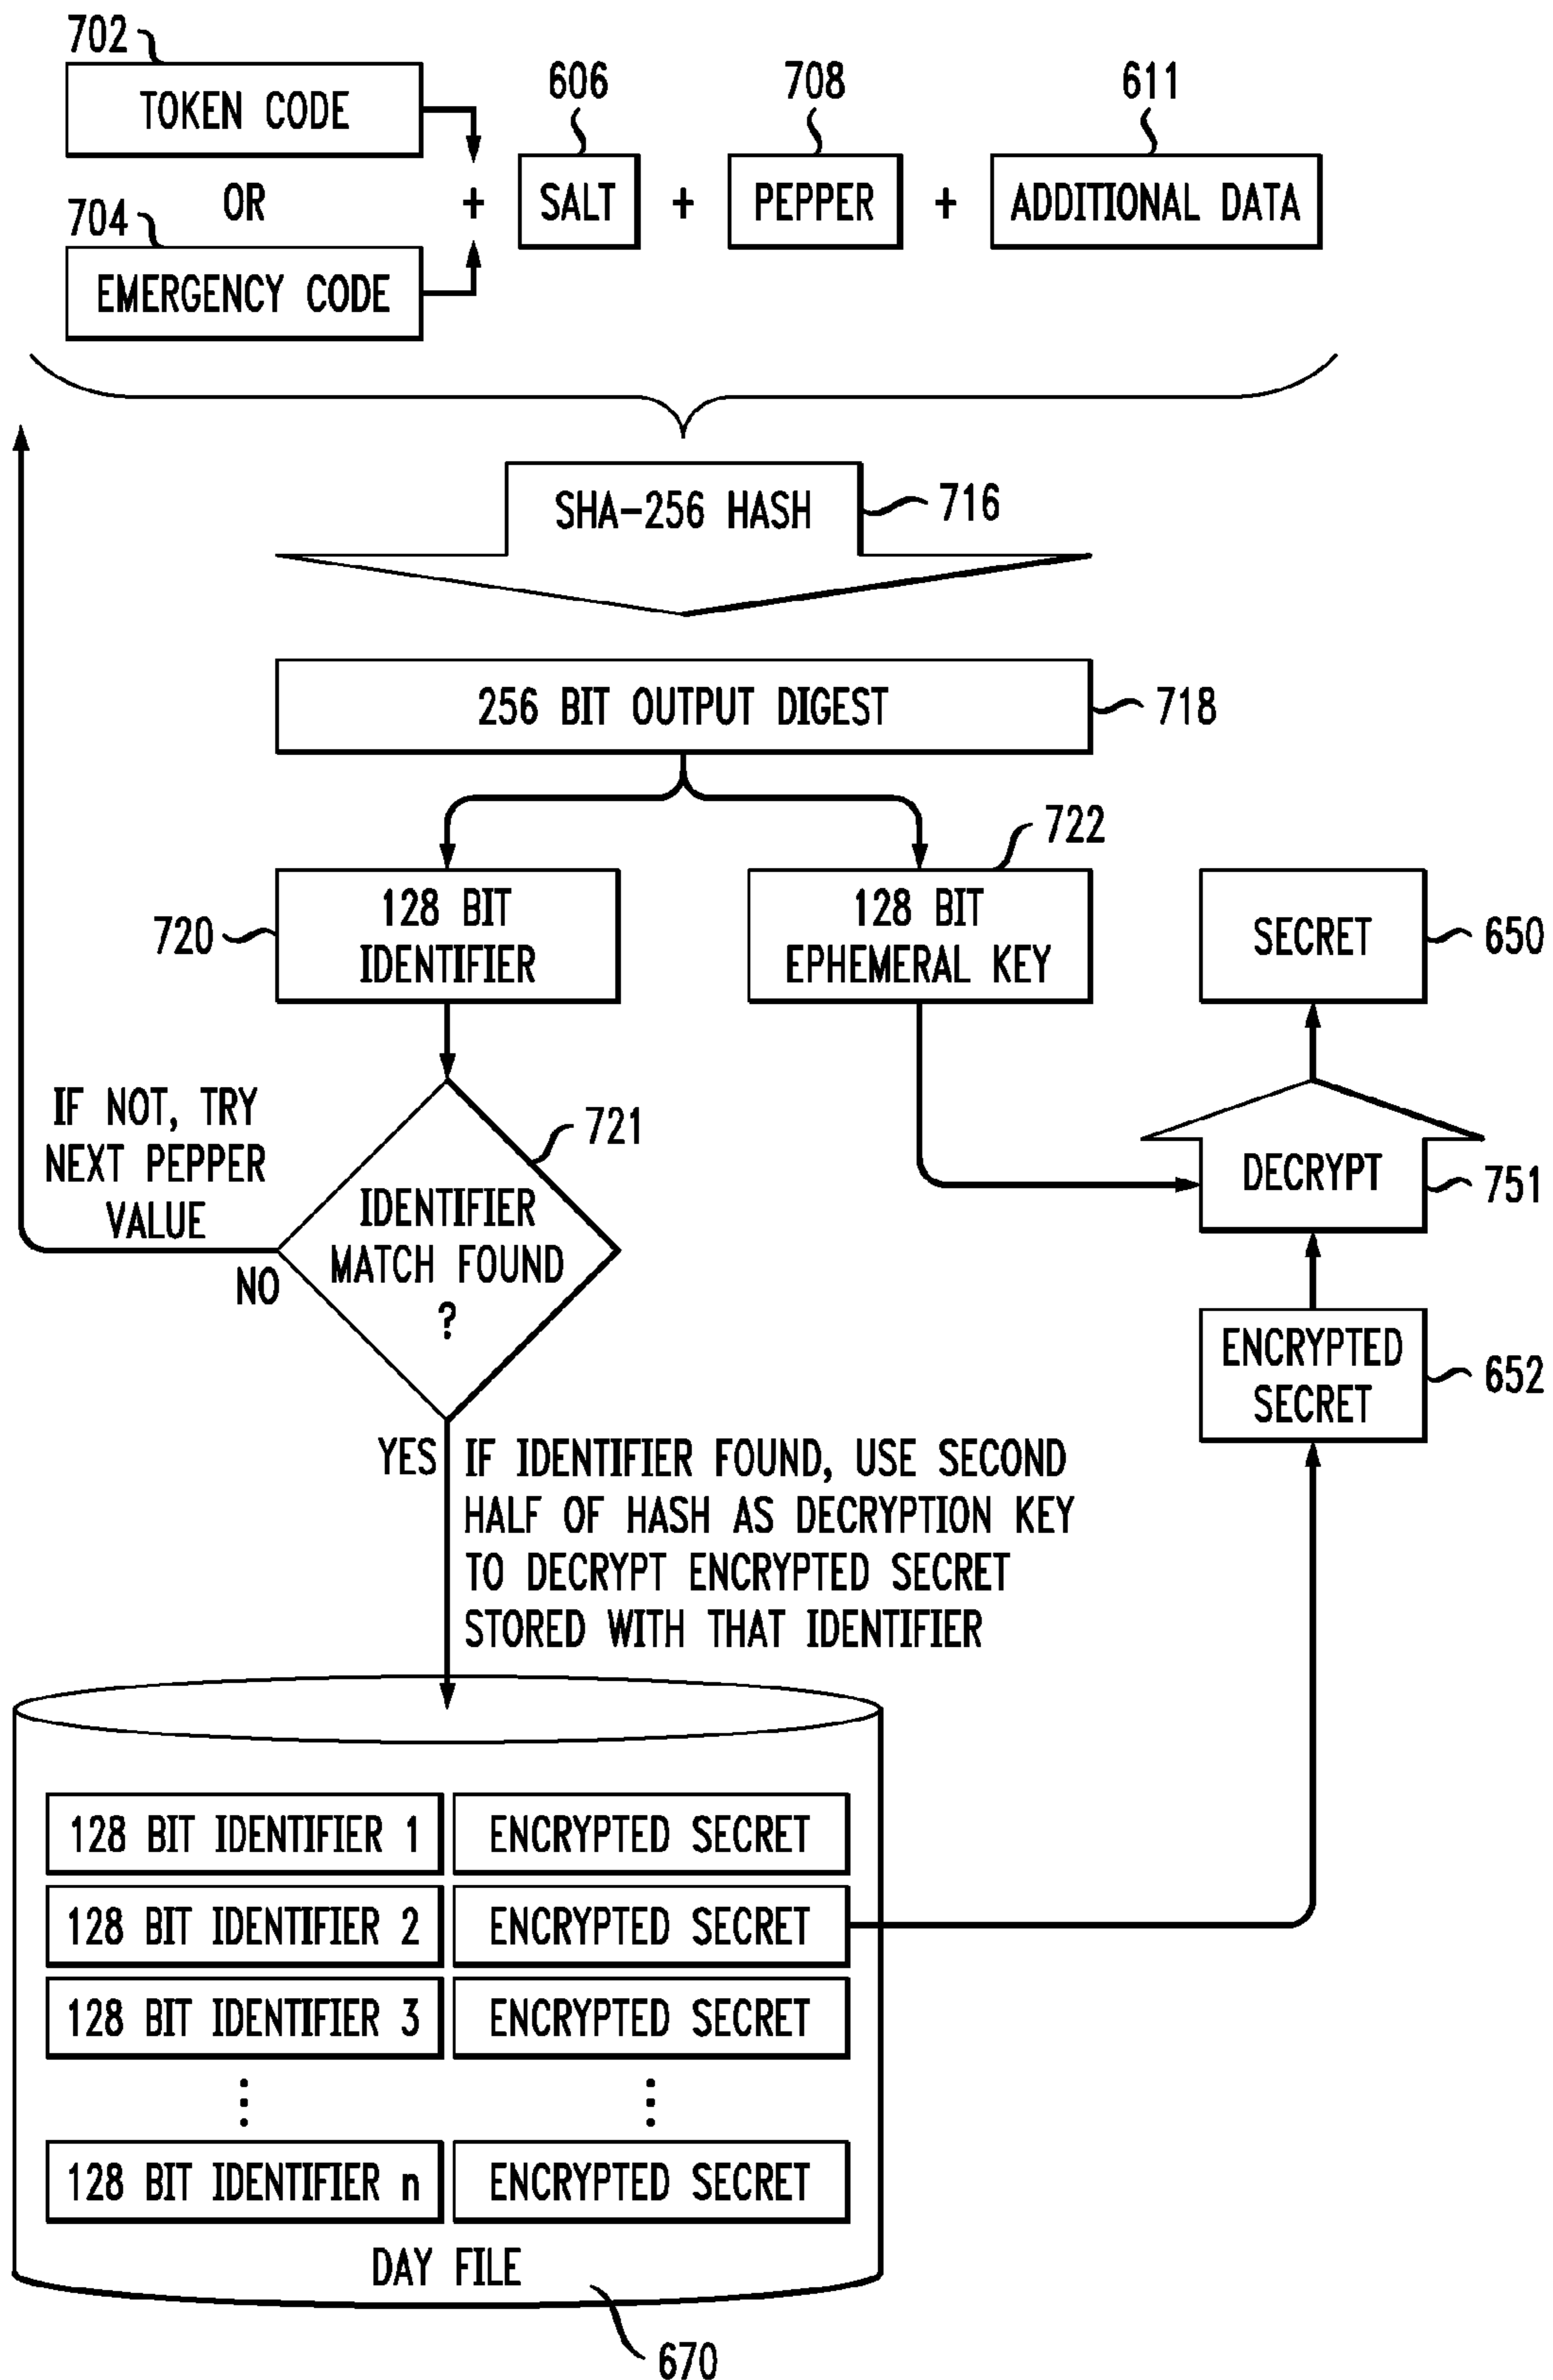 702
TOKEN CODE
OR
704
EMERGENCY CODE
+
606
SALT
+
708
PEPPER
+
611
ADDITIONAL DATA
SHA-256 HASH
716
256 BIT OUTPUT DIGEST
718
720
128 BIT
IDENTIFIER
722
128 BIT
EPHEMERAL KEY
SECRET
650
IF NOT, TRY
NEXT PEPPER
VALUE
NO
721
IDENTIFIER
MATCH FOUND
?
DECRYPT
751
ENCRYPTED
SECRET
652
YES
IF IDENTIFIER FOUND, USE SECOND
HALF OF HASH AS DECRYPTION KEY
TO DECRYPT ENCRYPTED SECRET
STORED WITH THAT IDENTIFIER
128 BIT IDENTIFIER 1 ENCRYPTED SECRET
128 BIT IDENTIFIER 2 ENCRYPTED SECRET
128 BIT IDENTIFIER 3 ENCRYPTED SECRET
⋮ ⋮
128 BIT IDENTIFIER n ENCRYPTED SECRET
DAY FILE
670